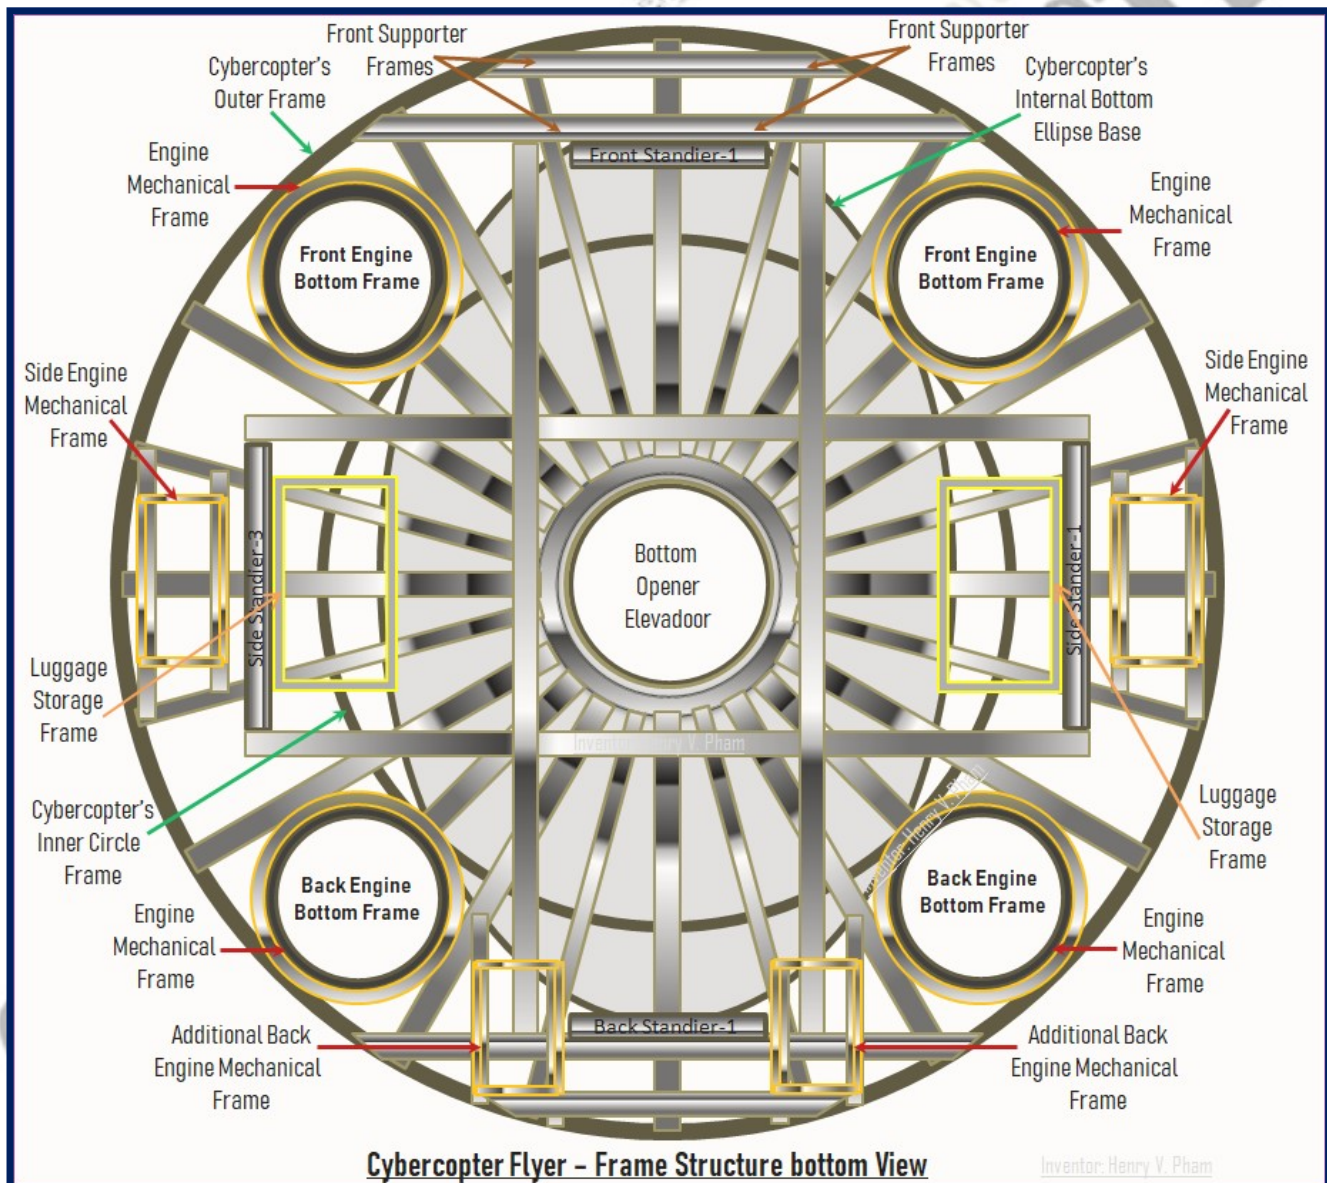 Front Supporter
Frames
Front Supporter
Frames
Cybercopter's
Outer Frame
Cybercopter's
Internal Bottom
Ellipse Base
Engine
Mechanical
Frame
Front Standier-1
Engine
Mechanical
Frame
Front Engine
Bottom Frame
Front Engine
Bottom Frame
Side Engine
Mechanical
Frame
Side Engine
Mechanical
Frame
Side Standier-3
Bottom
Opener
Elevadoor
Side Stander-1
Luggage
Storage
Frame
Inventor: Henry V. Pham
Inventor: Henry V. Pham
Cybercopter's
Inner Circle
Frame
Luggage
Storage
Frame
Back Engine
Bottom Frame
Back Engine
Bottom Frame
Engine
Mechanical
Frame
Engine
Mechanical
Frame
Back Standier-1
Additional Back
Engine Mechanical
Frame
Additional Back
Engine Mechanical
Frame
Cybercopter Flyer – Frame Structure bottom View
Inventor: Henry V. Pham